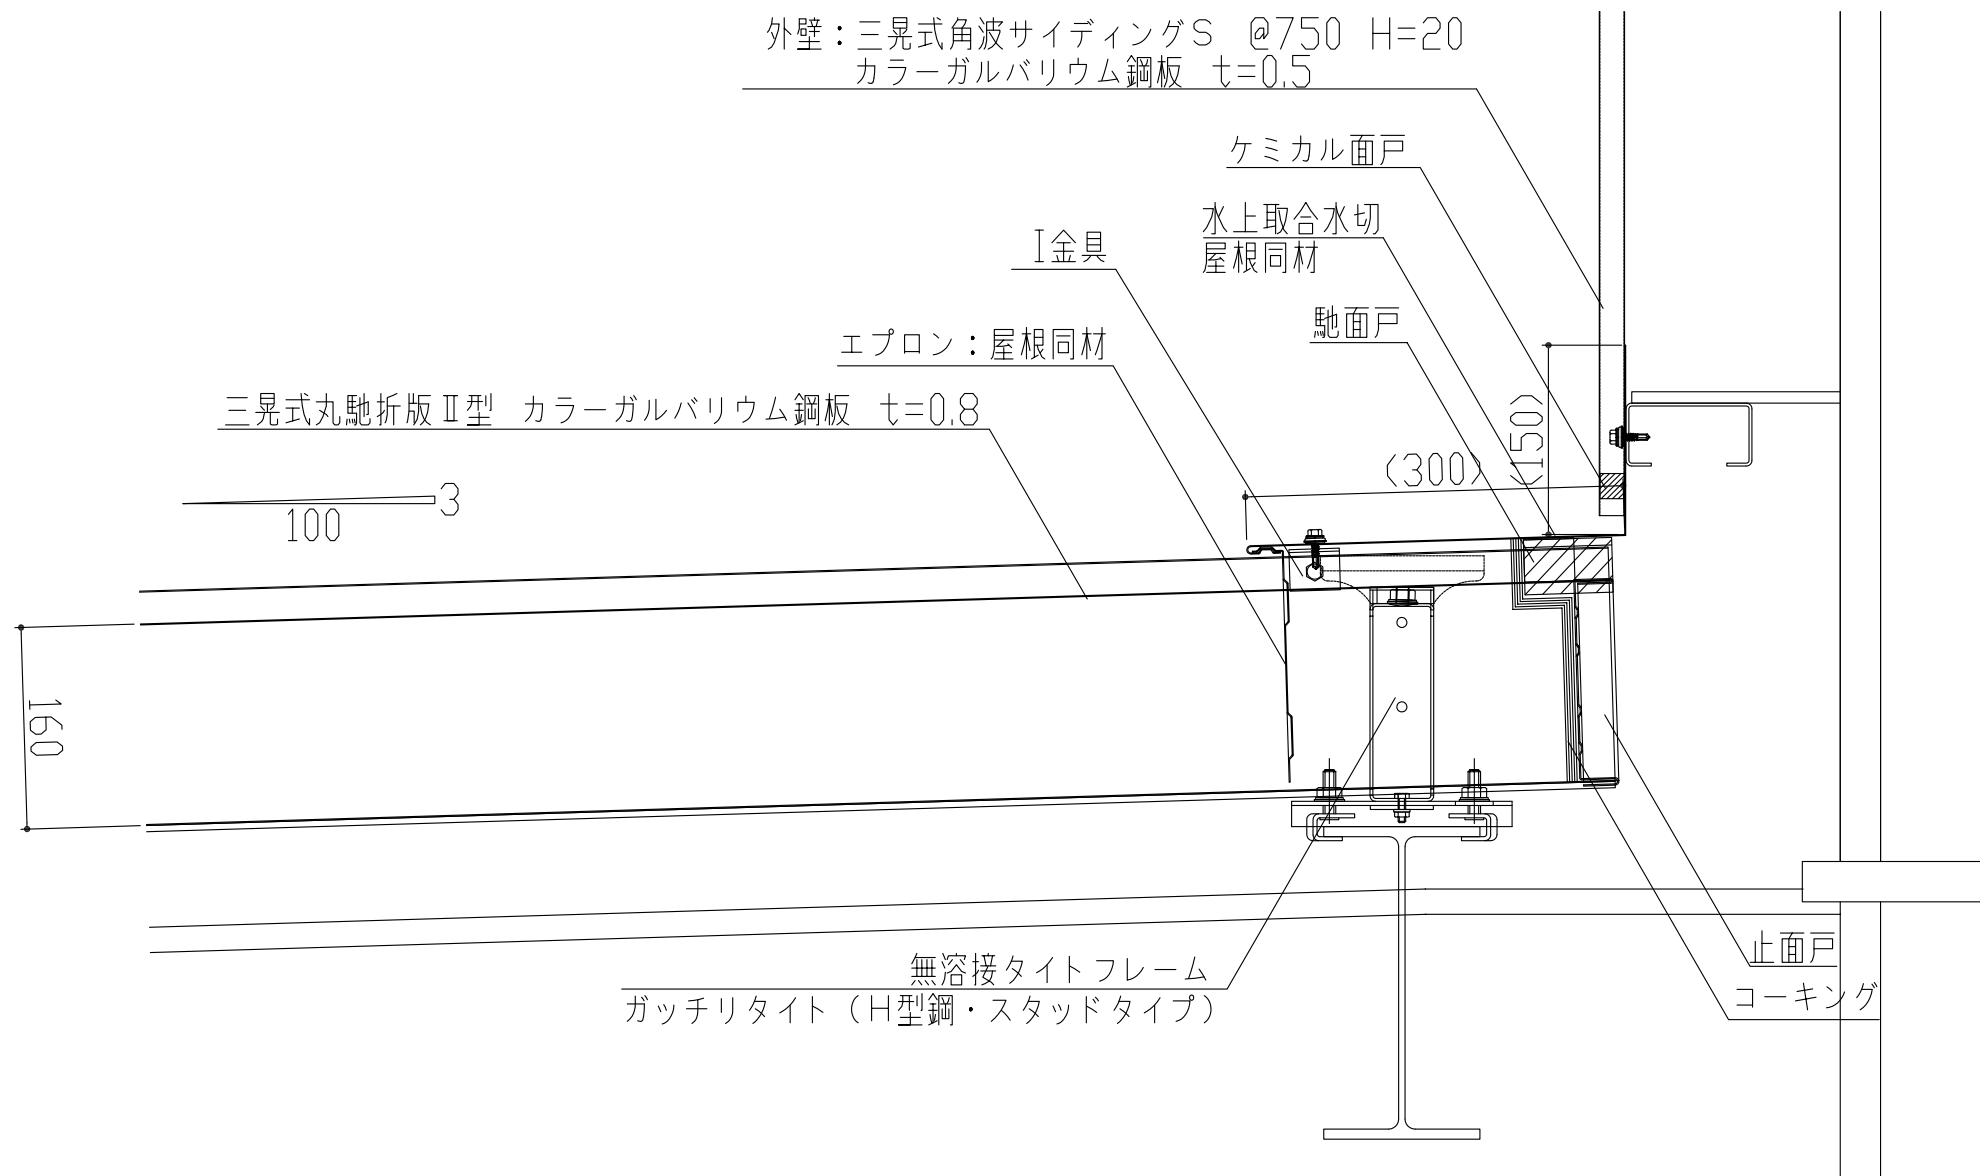 外壁：三晃式角波サイディングS @750 H=20
カラーガルバリウム鋼板 t=0.5
ケミカル面戸
水上取合水切
屋根同材
I金具
馳面戸
エプロン：屋根同材
三晃式丸馳折版Ⅱ型 カラーガルバリウム鋼板 t=0.8
(150)
(300)
3
100
160
止面戸
無溶接タイトフレーム
コーキング
ガッチリタイト（H型鋼・スタッドタイプ）